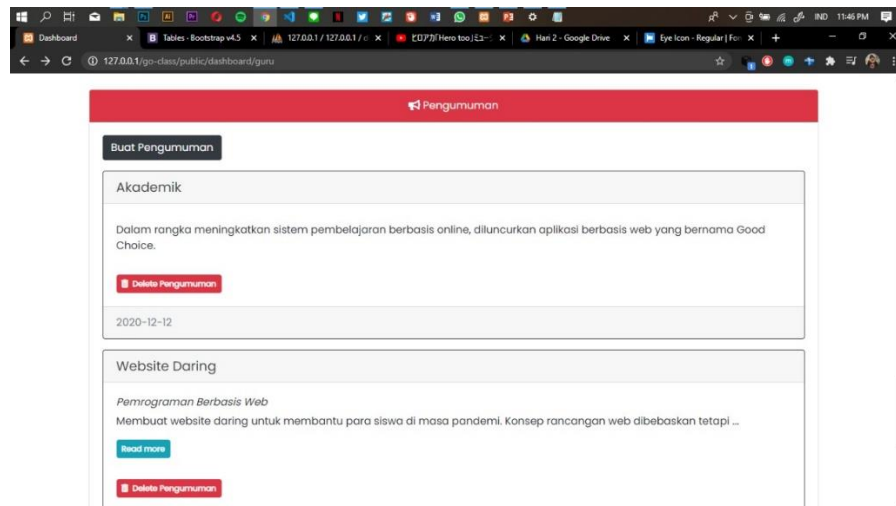 IND 11:46 PM
Dashboard
Tables · Bootstrap v4.5
127.0.0.1 / 127.0.0.1 /
Hari 2 - Google Drive
Eye Icon - Regular | Fon
127.0.0.1/go-class/public/dashboard/guru
Pengumuman
Buat Pengumuman
Akademik
Dalam rangka meningkatkan sistem pembelajaran berbasis online, diluncurkan aplikasi berbasis web yang bernama Good
Choice.
Delete Pengumuman
2020-12-12
Website Daring
Pemrograman Berbasis Web
Membuat website daring untuk membantu para siswa di masa pandemi. Konsep rancangan web dibebaskan tetapi ...
Read more
Delete Pengumuman